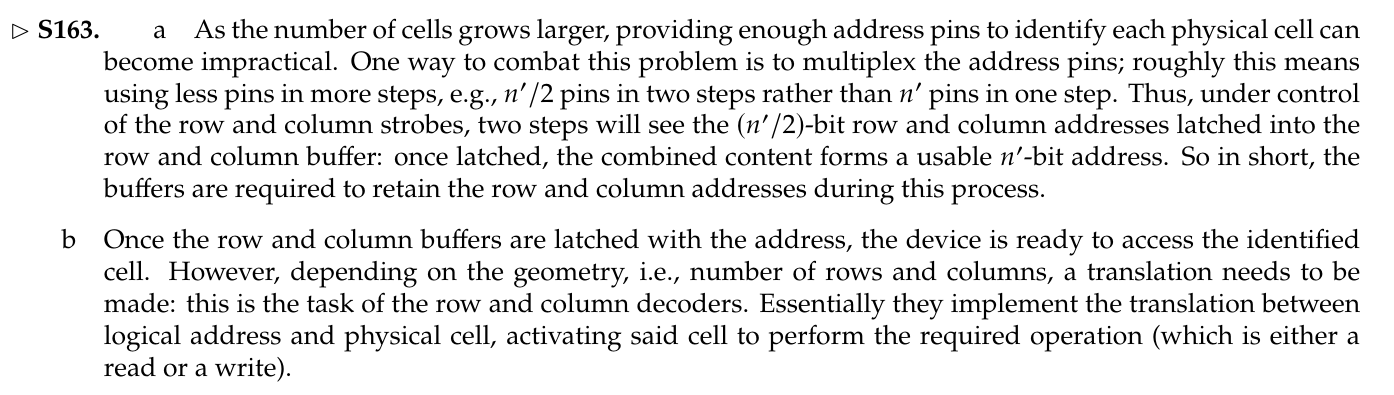 ▷ S163. a As the number of cells grows larger, providing enough address pins to identify each physical cell can
become impractical. One way to combat this problem is to multiplex the address pins; roughly this means
using less pins in more steps, e.g., n′/2 pins in two steps rather than n′ pins in one step. Thus, under control
of the row and column strobes, two steps will see the (n′/2)-bit row and column addresses latched into the
row and column buffer: once latched, the combined content forms a usable n′-bit address. So in short, the
buffers are required to retain the row and column addresses during this process.
b Once the row and column buffers are latched with the address, the device is ready to access the identified
cell. However, depending on the geometry, i.e., number of rows and columns, a translation needs to be
made: this is the task of the row and column decoders. Essentially they implement the translation between
logical address and physical cell, activating said cell to perform the required operation (which is either a
read or a write).